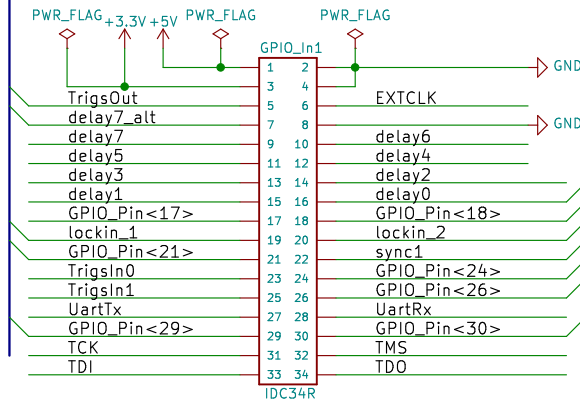 PWR_FLAG +3.3V +5V PWR_FLAG PWR_FLAG
GPIO_In1
1 2 GND
3 4
TrigsOut 5 6 EXTCLK
delay7_alt 7 8 GND
delay7 9 10 delay6
delay5 11 12 delay4
delay3 13 14 delay2
delay1 15 16 delay0
GPIO_Pin<17> 17 18 GPIO_Pin<18>
lockin_1 19 20 lockin_2
GPIO_Pin<21> 21 22 sync1
TrigsIn0 23 24 GPIO_Pin<24>
TrigsIn1 25 26 GPIO_Pin<26>
UartTx 27 28 UartRx
GPIO_Pin<29> 29 30 GPIO_Pin<30>
TCK 31 32 TMS
TDI 33 34 TDO
IDC34R